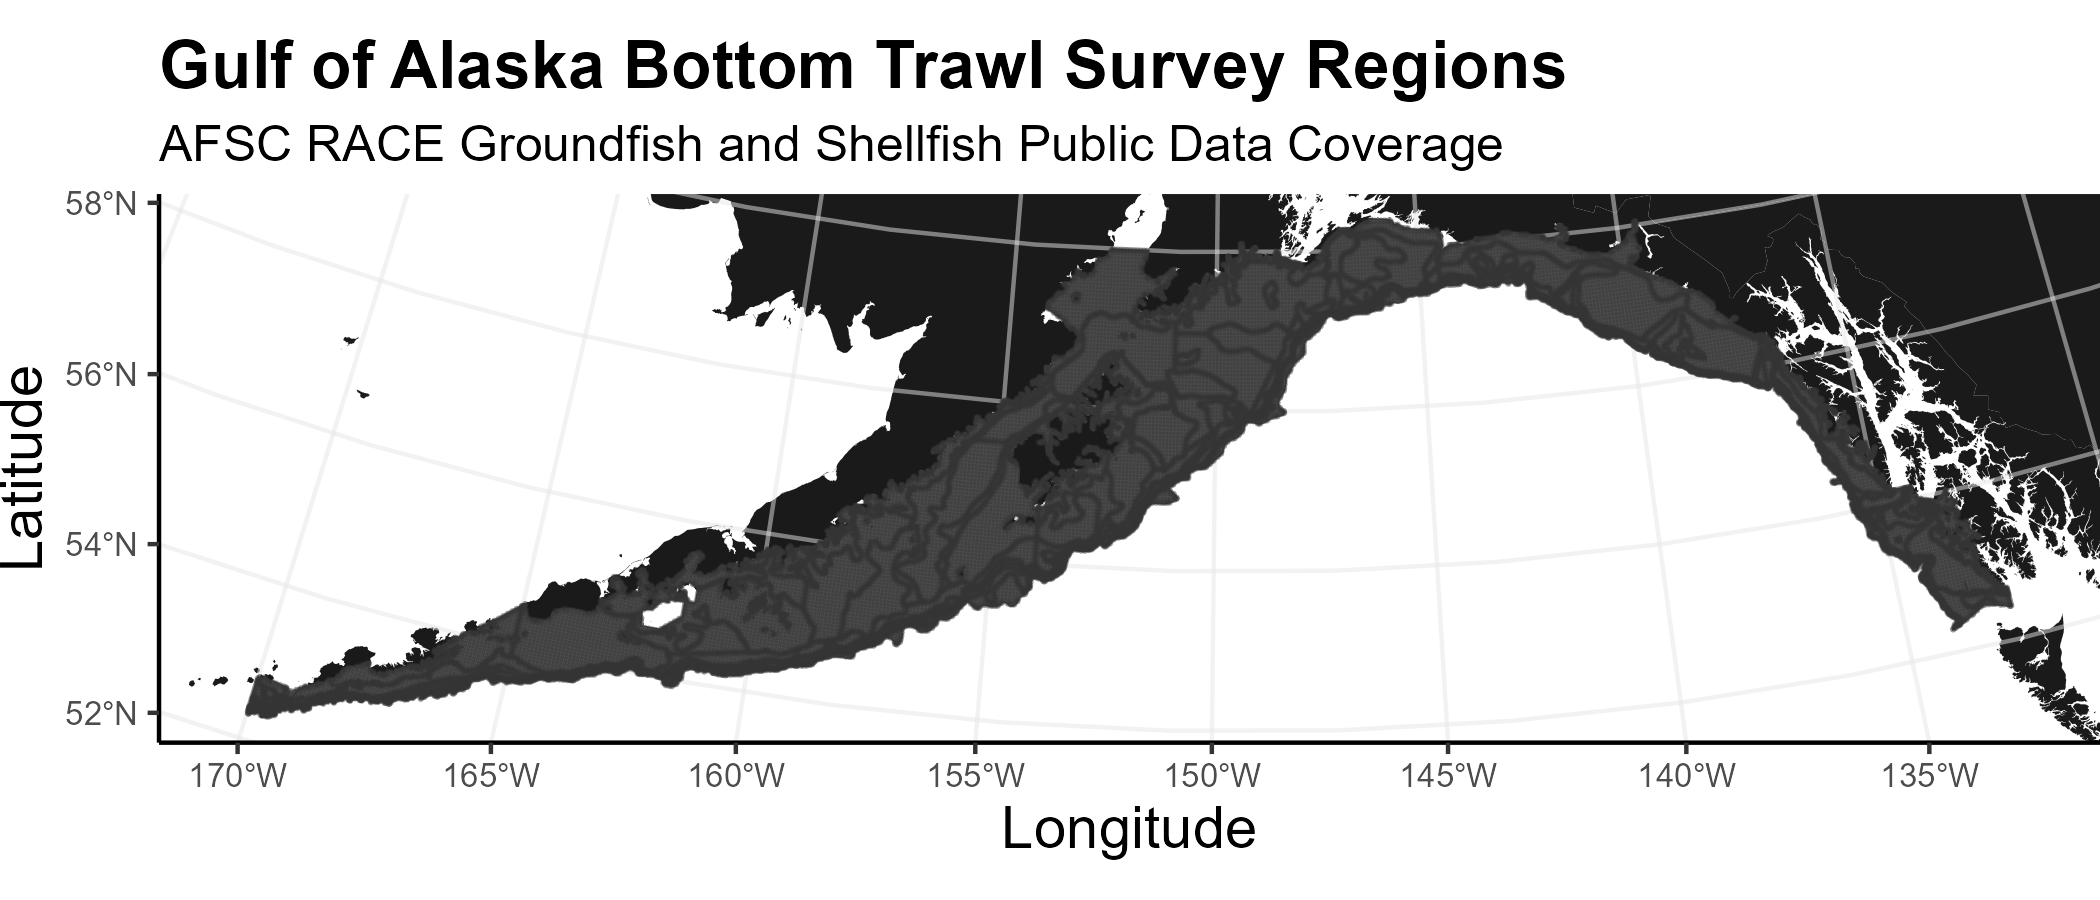 Gulf of Alaska Bottom Trawl Survey Regions
AFSC RACE Groundfish and Shellfish Public Data Coverage
58°N
56°N
54°N
52°N
Latitude
170°W 165°W 160°W 155°W 150°W 145°W 140°W 135°W
Longitude